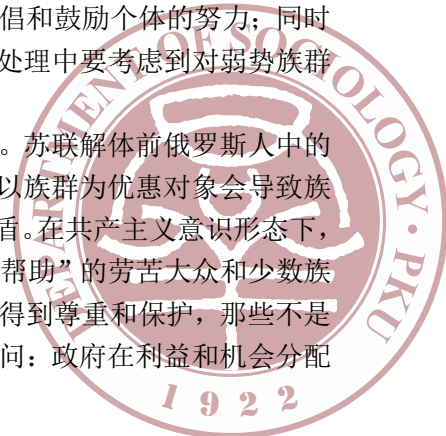 倡和鼓励个体的努力；同时
处理中要考虑到对弱势族群
。苏联解体前俄罗斯人中的
以族群为优惠对象会导致族
盾。在共产主义意识形态下，
帮助”的劳苦大众和少数族
得到尊重和保护，那些不是
问：政府在利益和机会分配
DEPARTMENT OF SOCIOLOGY · PKU
1922